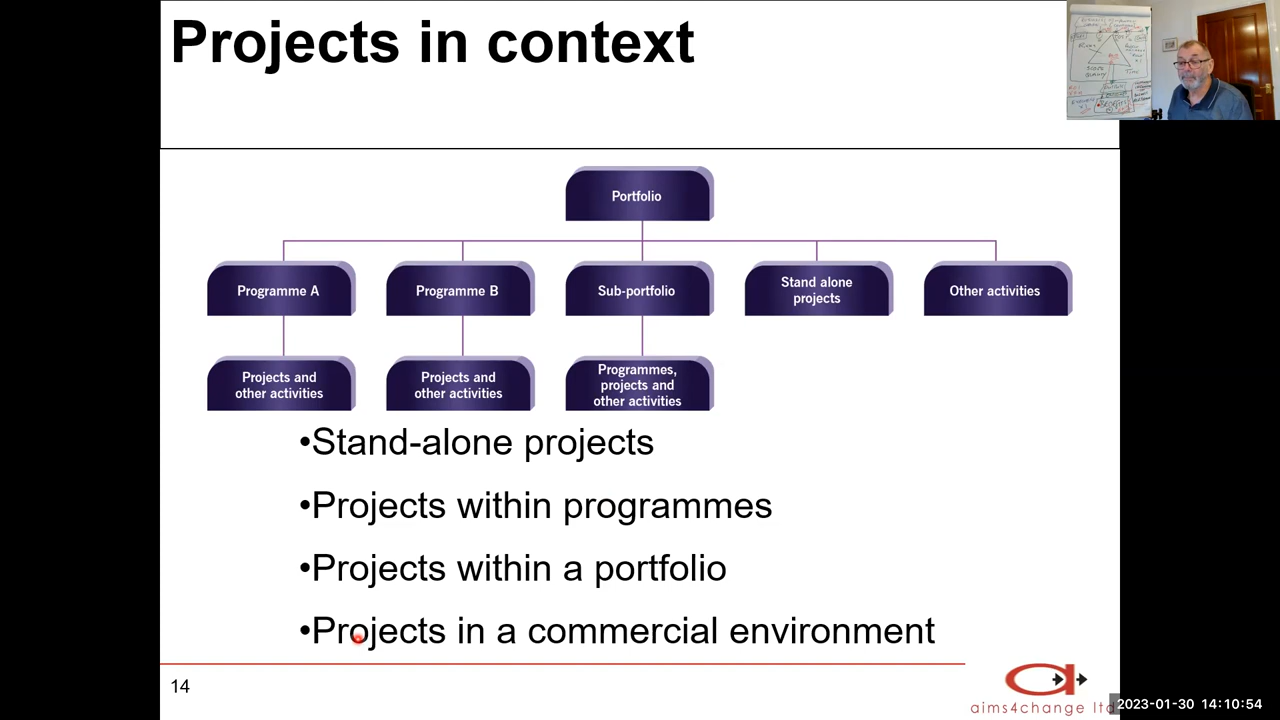 Projects in context
Portfolio
Programme A
Programme B
Sub-portfolio
Stand alone
projects
Other activities
Projects and
other activities
Projects and
other activities
Programmes,
projects and
other activities
•Stand-alone projects
•Projects within programmes
•Projects within a portfolio
•Projects in a commercial environment
14
aims4change ltd
2023-01-30 14:10:54